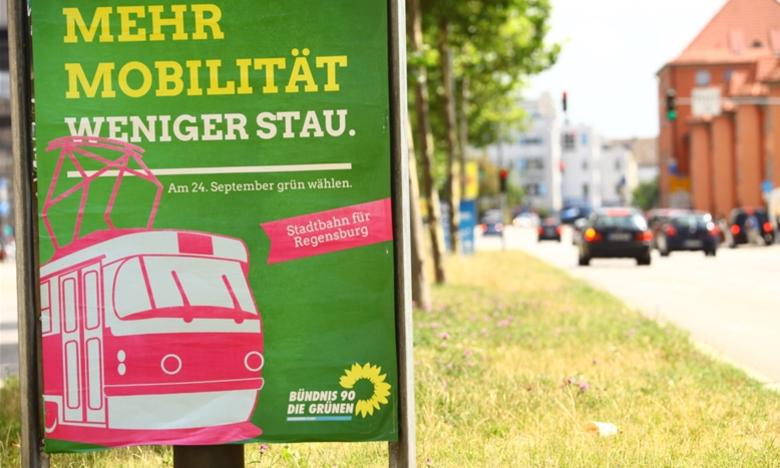 MEHR
MOBILITÄT
WENIGER STAU.
Am 24. September grün wählen.
Stadtbahn für
Regensburg
BÜNDNIS 90
DIE GRÜNEN